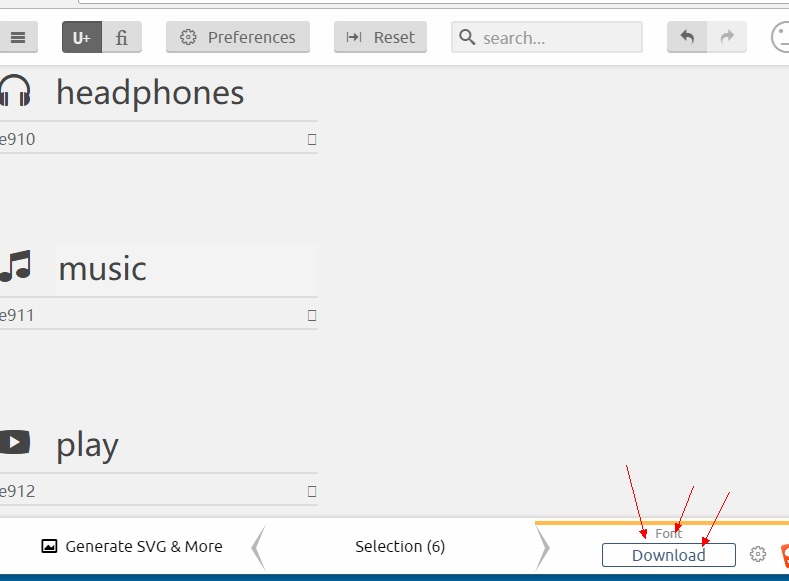 U+ fi Preferences Reset search...
headphones
e910
music
e911
play
e912
Generate SVG & More Selection (6) Font
Download